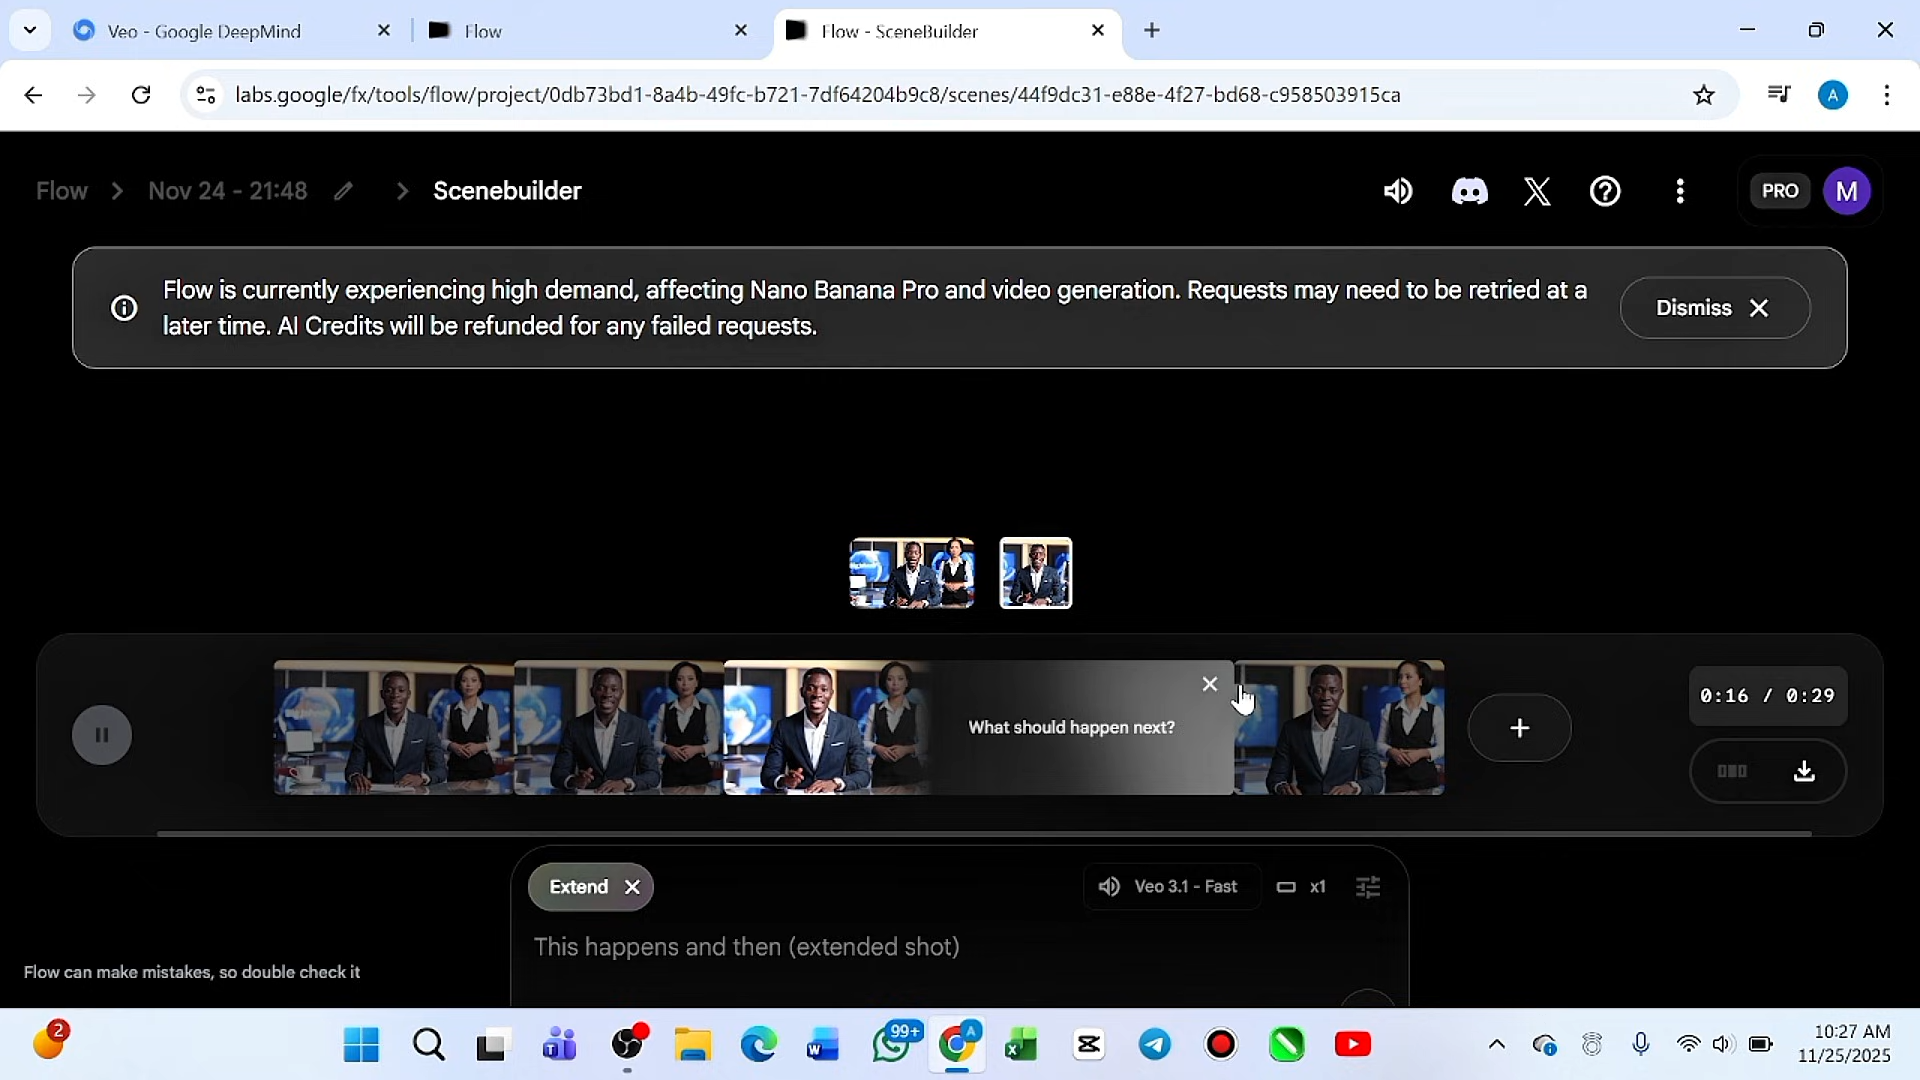 Veo - Google DeepMind
Flow
Flow - SceneBuilder
labs.google/fx/tools/flow/project/0db73bd1-8a4b-49fc-b721-7df64204b9c8/scenes/44f9dc31-e88e-4f27-bd68-c958503915ca
A
Flow > Nov 24 - 21:48 > Scenebuilder
PRO M
Flow is currently experiencing high demand, affecting Nano Banana Pro and video generation. Requests may need to be retried at a
later time. AI Credits will be refunded for any failed requests.
Dismiss
What should happen next?
0:16 / 0:29
Extend
Veo 3.1 - Fast
x1
This happens and then (extended shot)
Flow can make mistakes, so double check it
2
99+
A
10:27 AM
11/25/2025